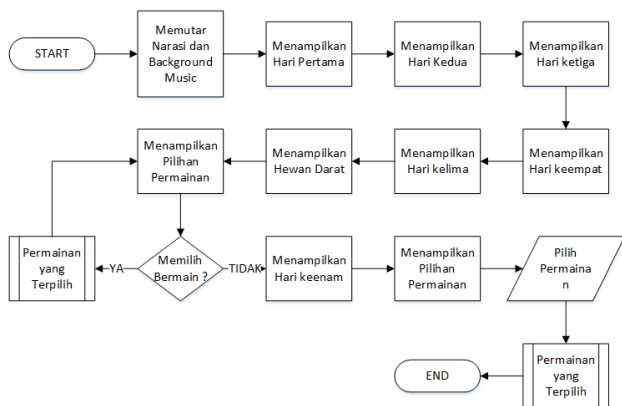 START
Memutar
Narasi dan
Background
Music
Menampilkan
Hari Pertama
Menampilkan
Hari Kedua
Menampilkan
Hari ketiga
Menampilkan
Hari keempat
Menampilkan
Hari kelima
Menampilkan
Hewan Darat
Menampilkan
Pilihan
Permainan
Memilih
Bermain ?
YA
Permainan
yang
Terpilih
TIDAK
Menampilkan
Hari keenam
Menampilkan
Pilihan
Permainan
Pilih
Permaina
n
Permainan
yang
Terpilih
END